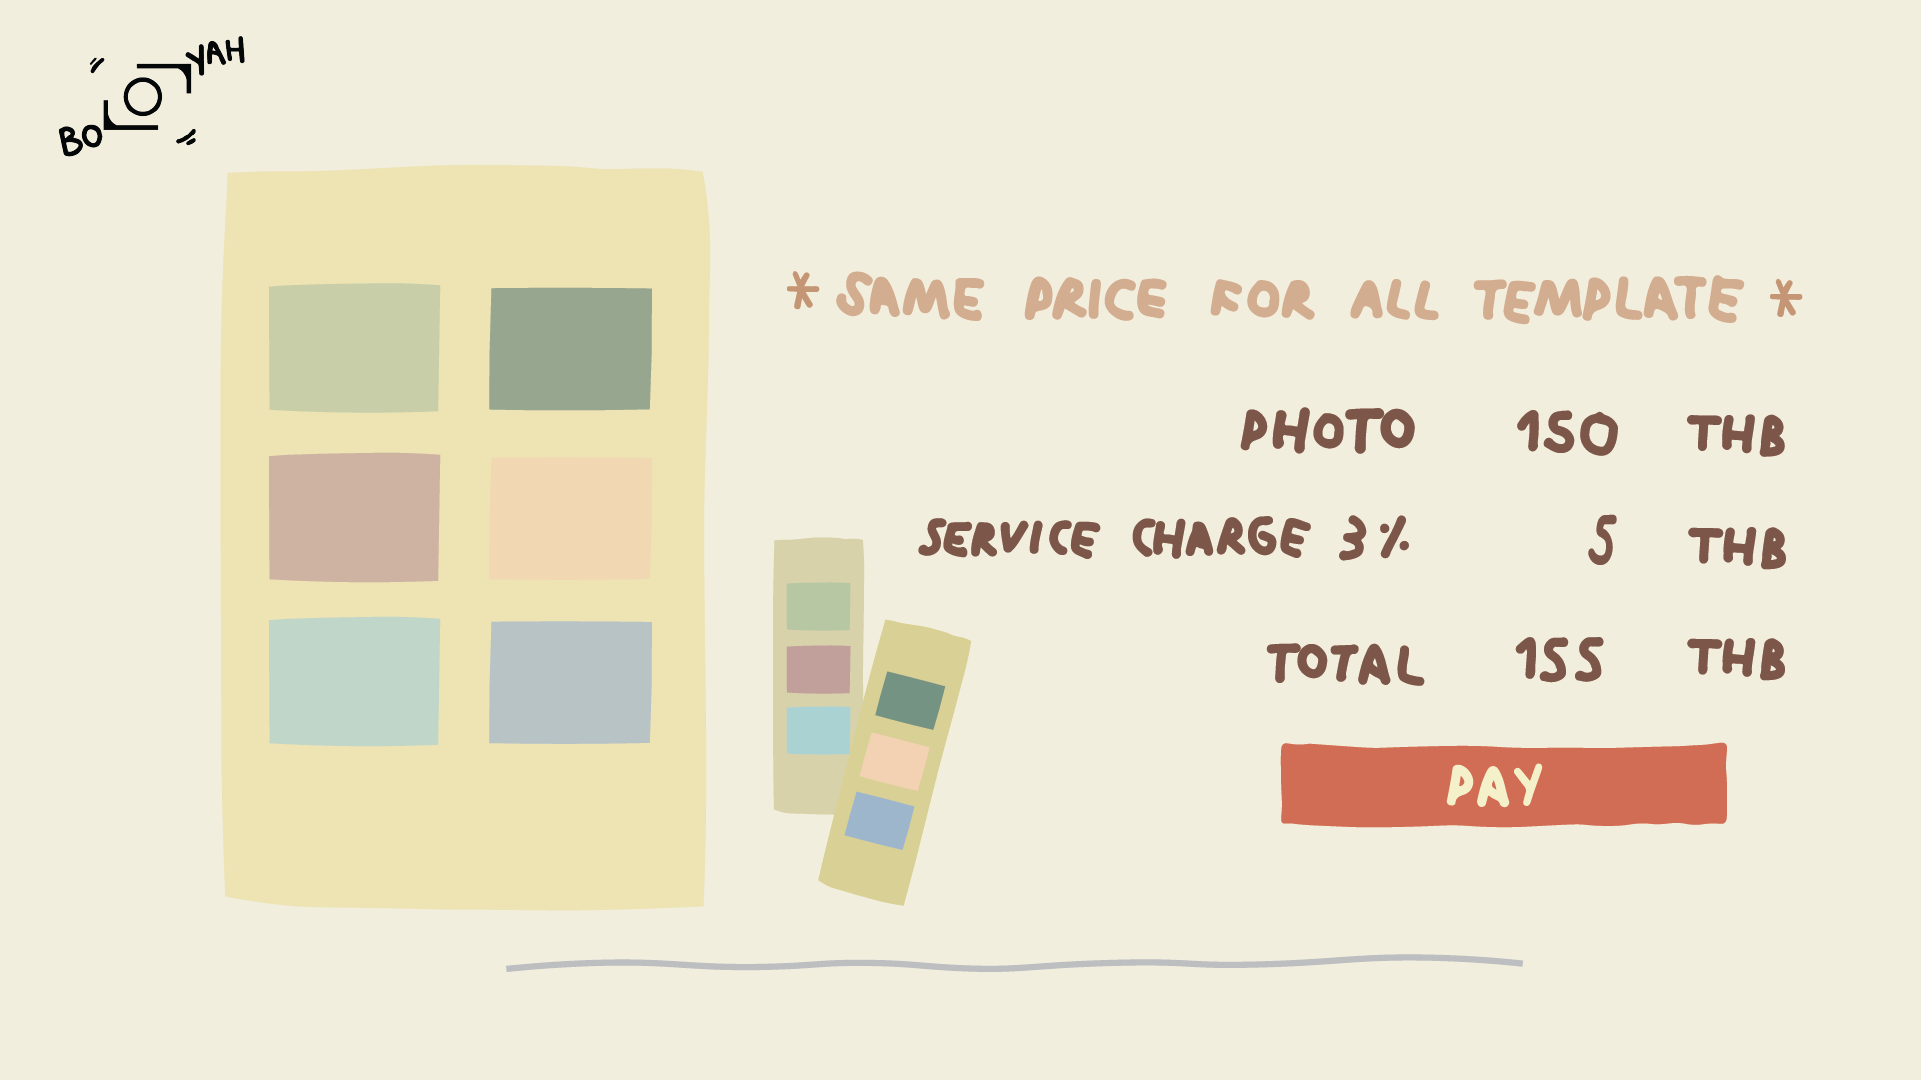 BO YAH
* SAME PRICE FOR ALL TEMPLATE *
PHOTO 150 THB
SERVICE CHARGE 3% 5 THB
TOTAL 155 THB
PAY